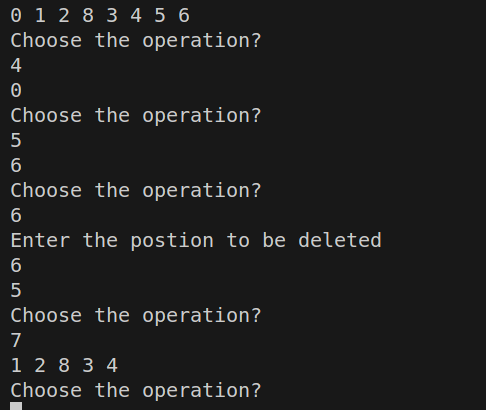 0 1 2 8 3 4 5 6
Choose the operation?
4
0
Choose the operation?
5
6
Choose the operation?
6
Enter the postion to be deleted
6
5
Choose the operation?
7
1 2 8 3 4
Choose the operation?